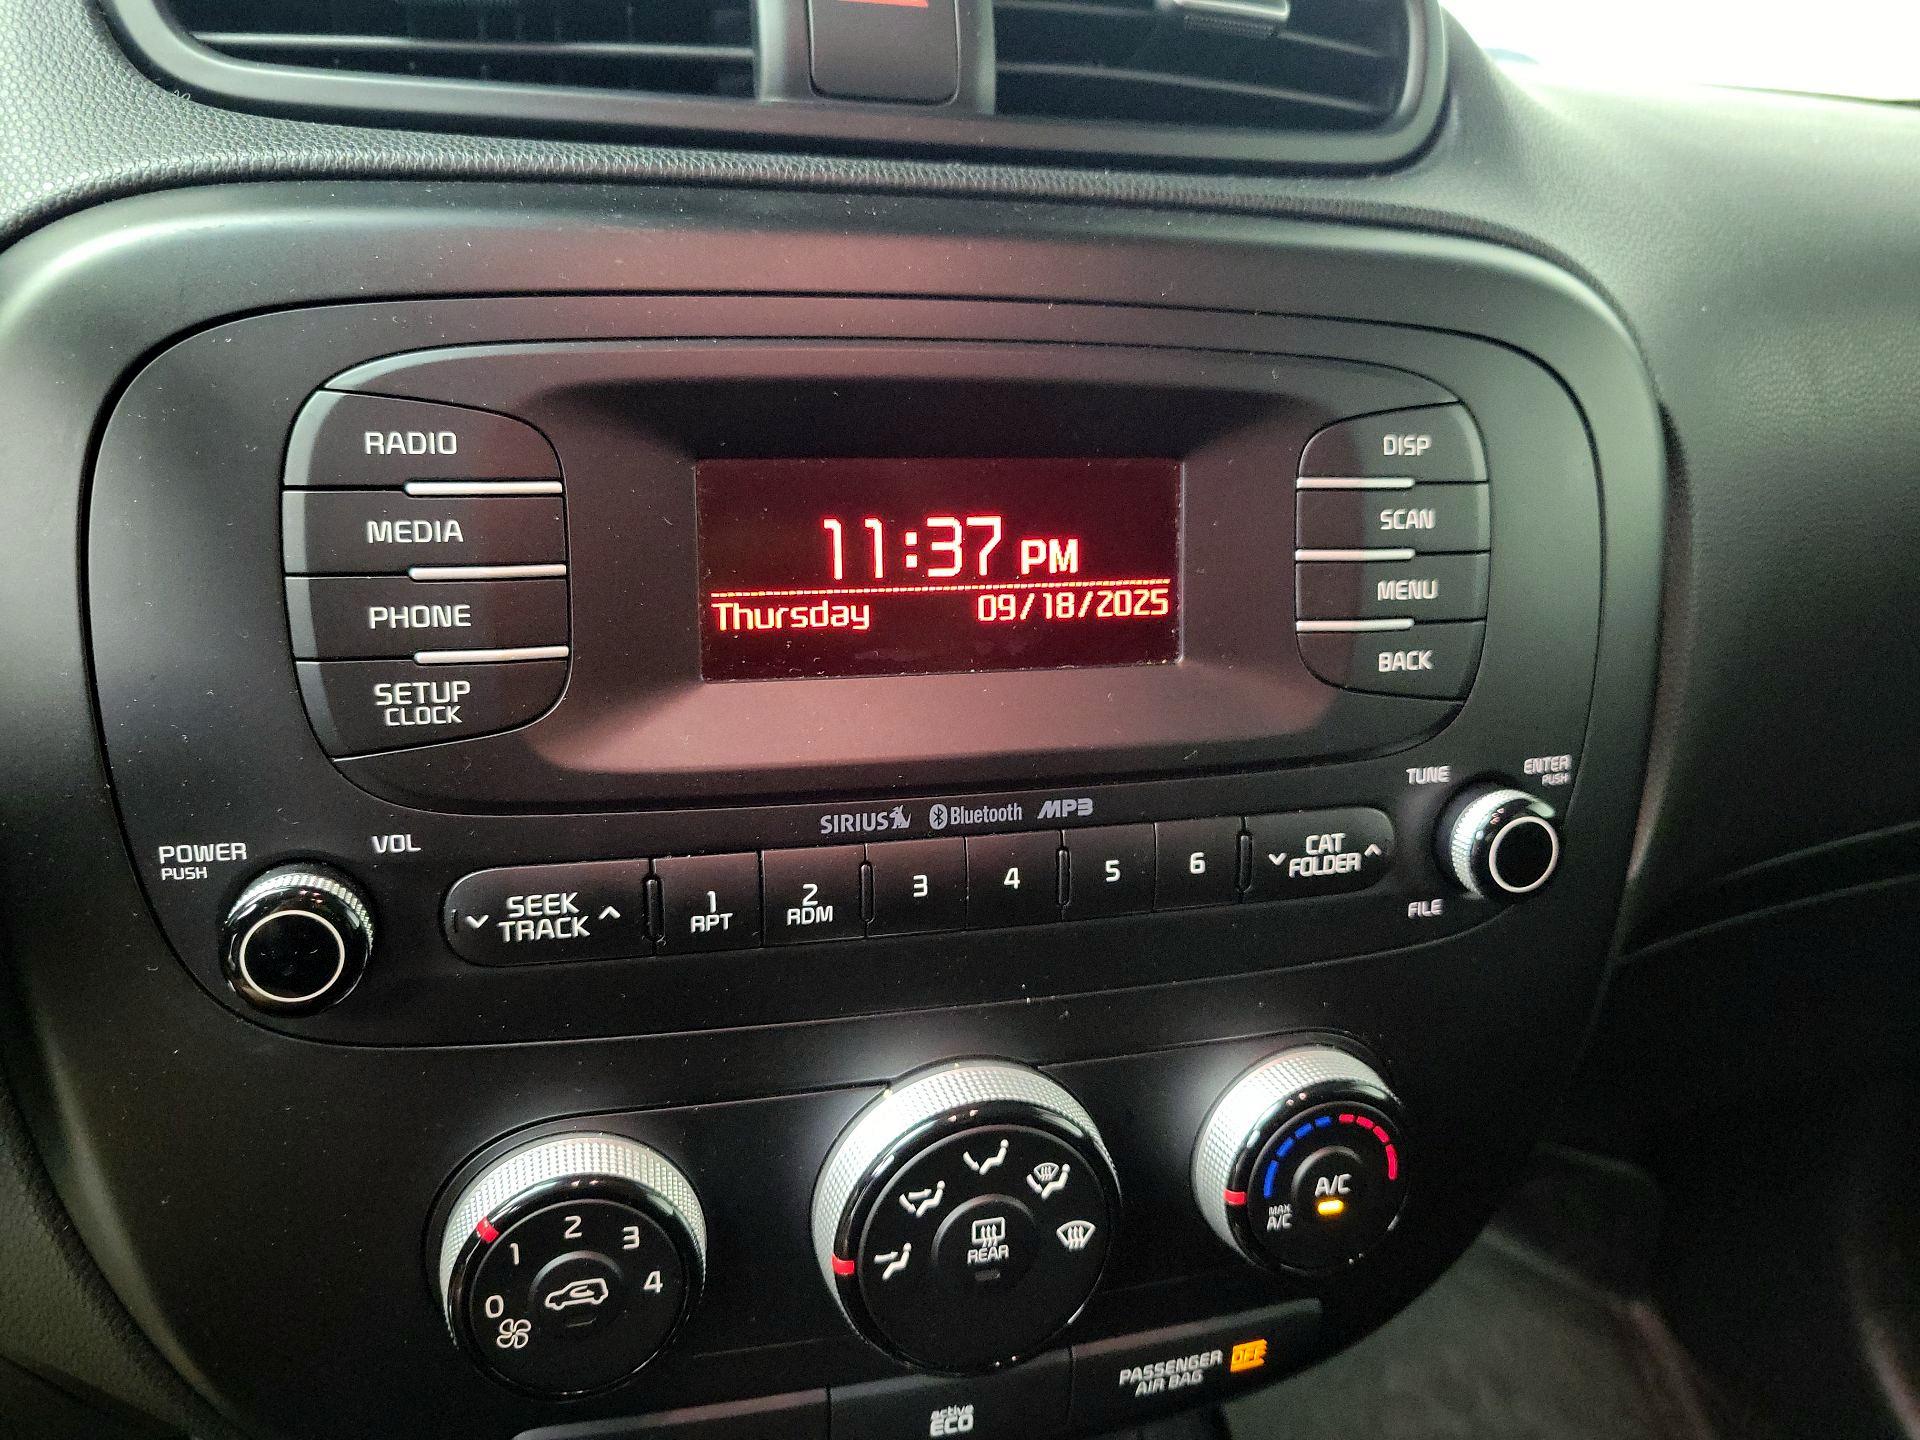 RADIO
MEDIA
PHONE
SETUP
CLOCK
11:37 PM
Thursday 09/18/2025
DISP
SCAN
MENU
BACK
SIRIUS Bluetooth MP3
POWER
PUSH
VOL
TUNE
ENTER
PUSH
FILE
SEEK
TRACK
1
RPT
2
RDM
3
4
5
6
CAT
FOLDER
0
1
2
3
4
REAR
MAX
A/C
A/C
PASSENGER
AIR BAG
OFF
active
ECO